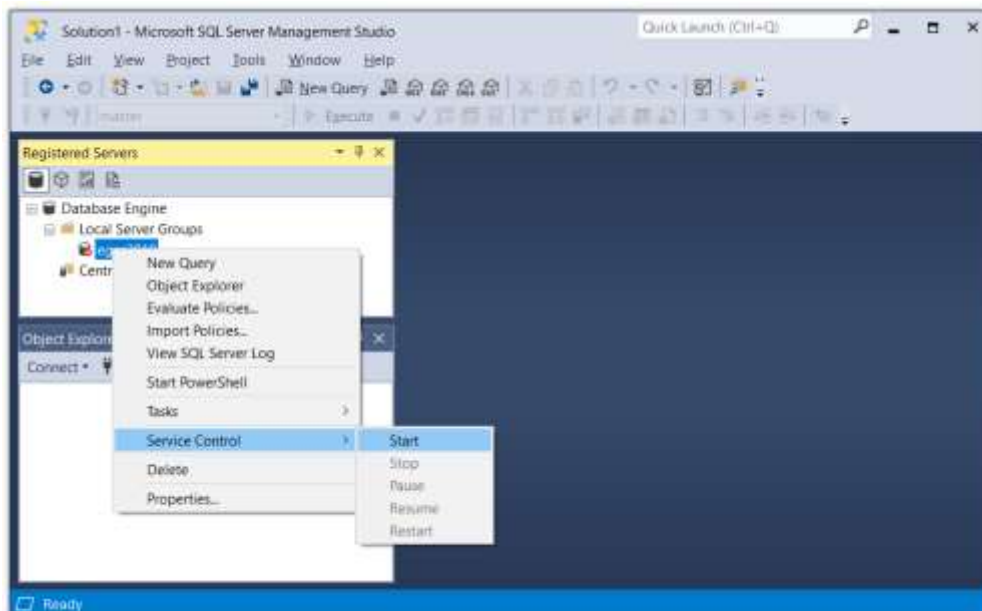 Solution1 - Microsoft SQL Server Management Studio
Quick Launch (Ctrl+Q)
File Edit View Project Tools Window Help
New Query
master
Execute
Registered Servers
Database Engine
Local Server Groups
Centr
New Query
Object Explorer
Evaluate Policies...
Import Policies...
View SQL Server Log
Object Explore
Connect
Start PowerShell
Tasks
Service Control
Start
Delete
Stop
Properties...
Pause
Resume
Restart
Ready